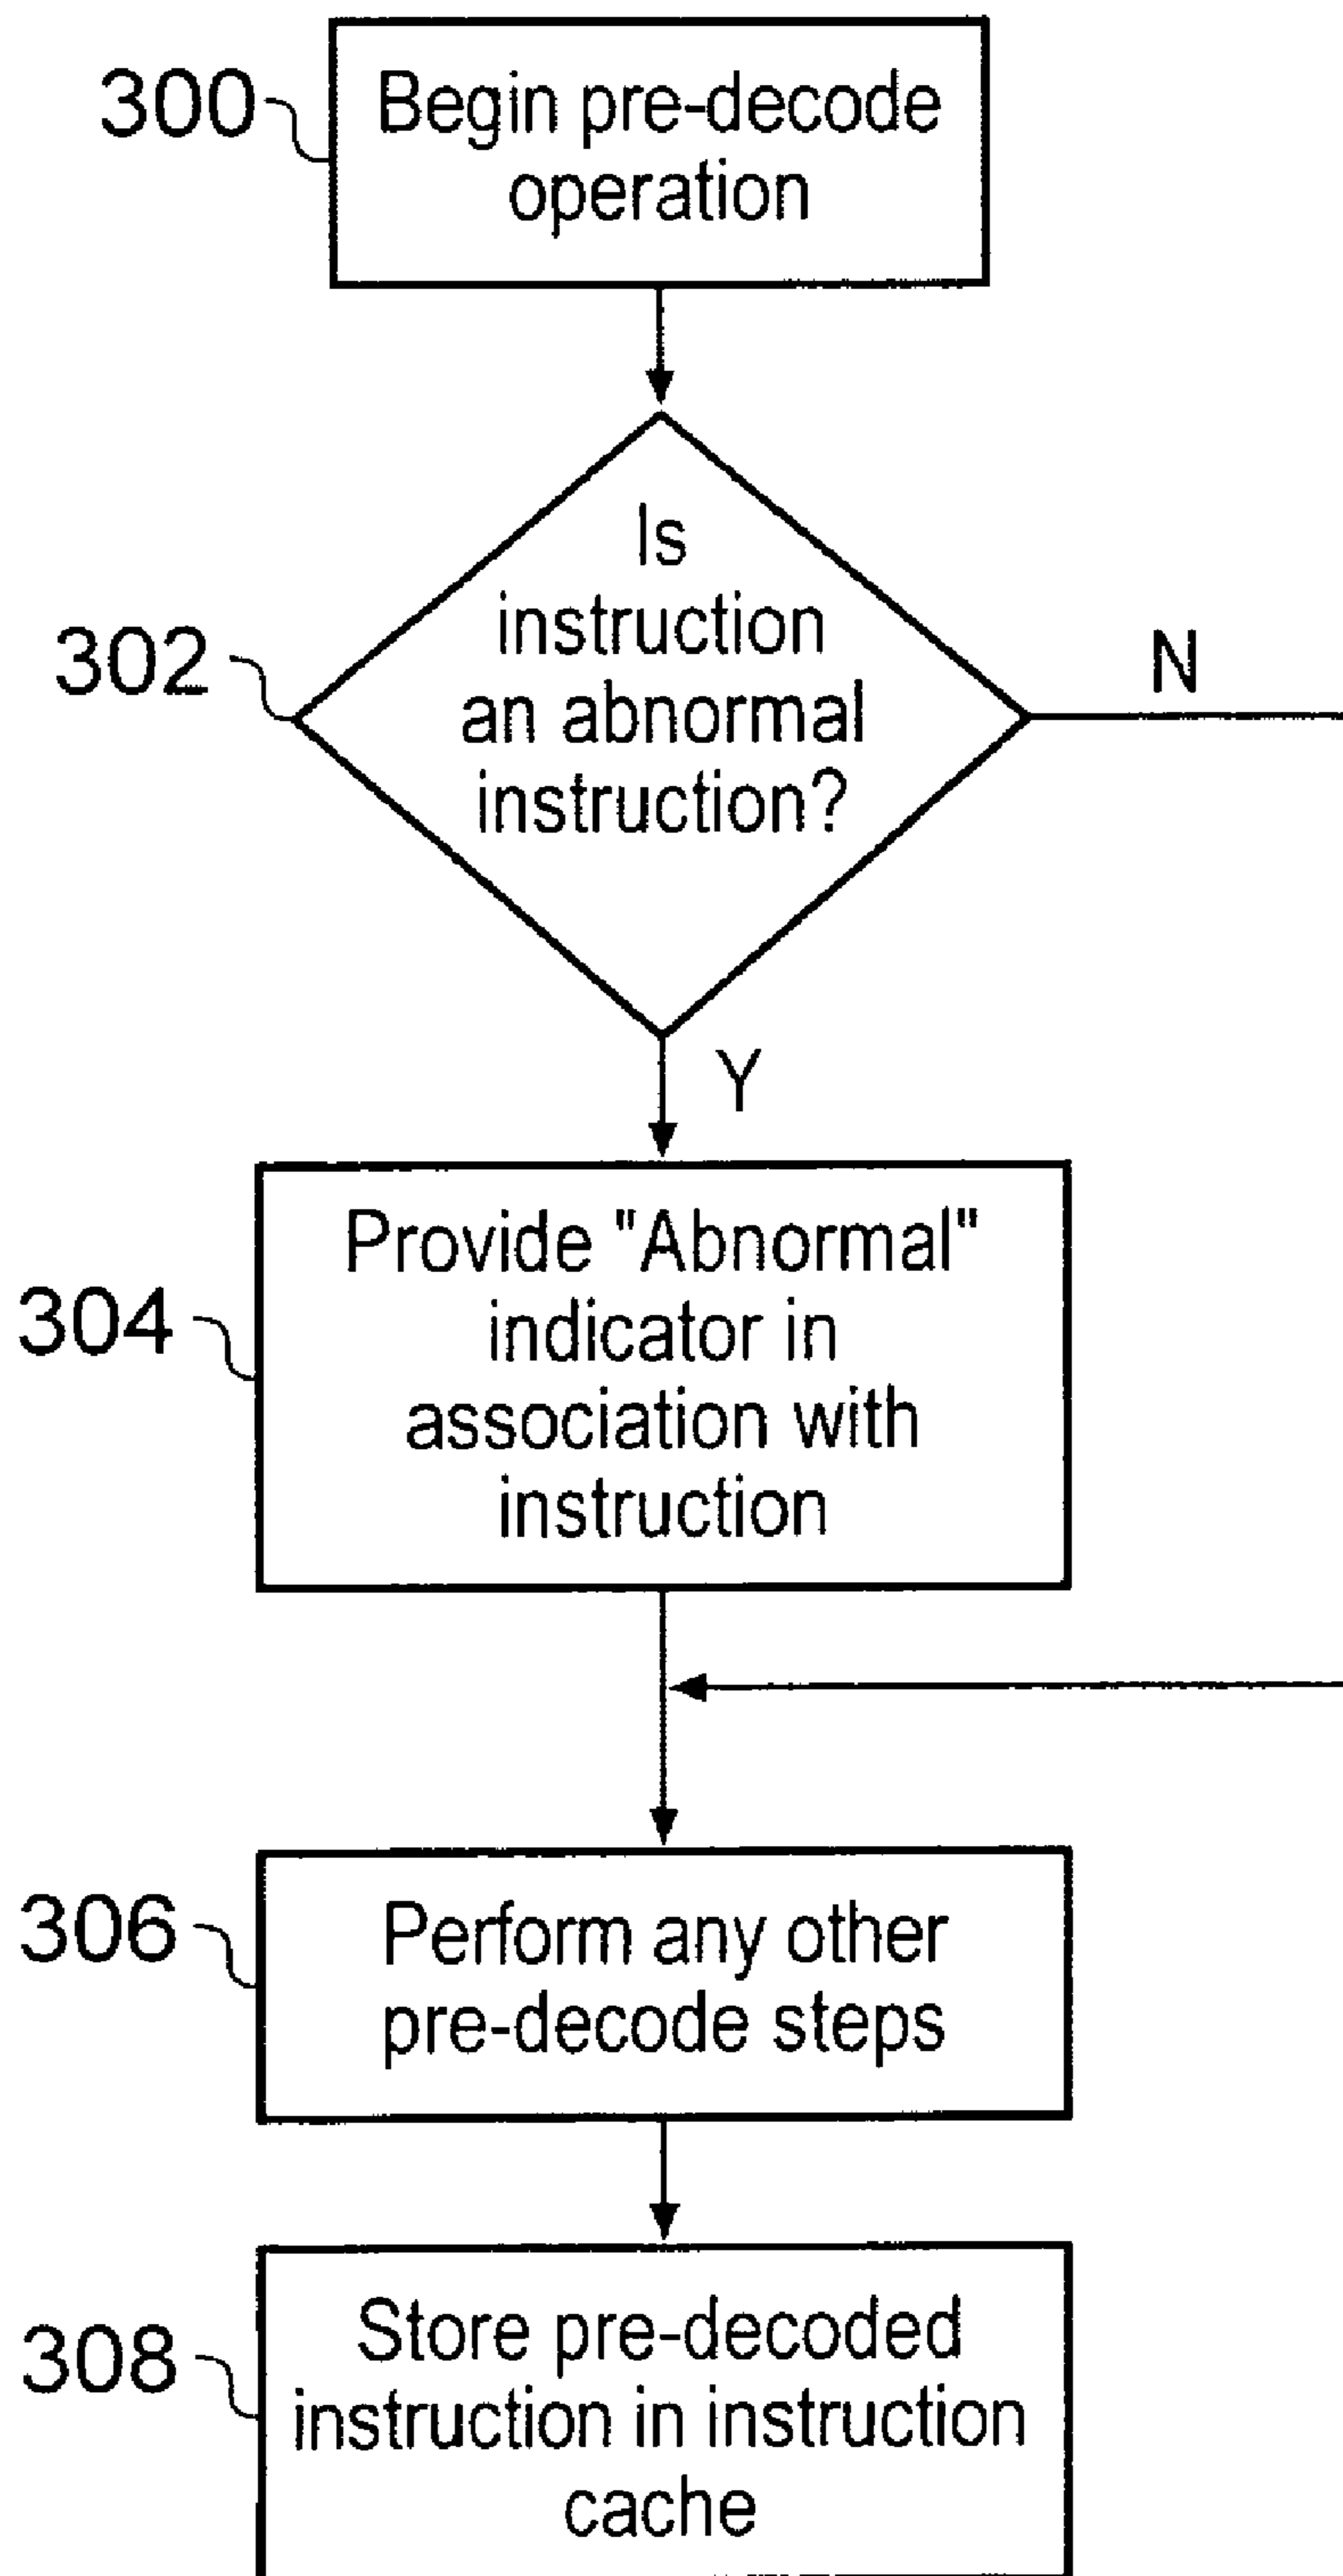 300
Begin pre-decode
operation
302
Is
instruction
an abnormal
instruction?
N
Y
304
Provide "Abnormal"
indicator in
association with
instruction
306
Perform any other
pre-decode steps
308
Store pre-decoded
instruction in instruction
cache